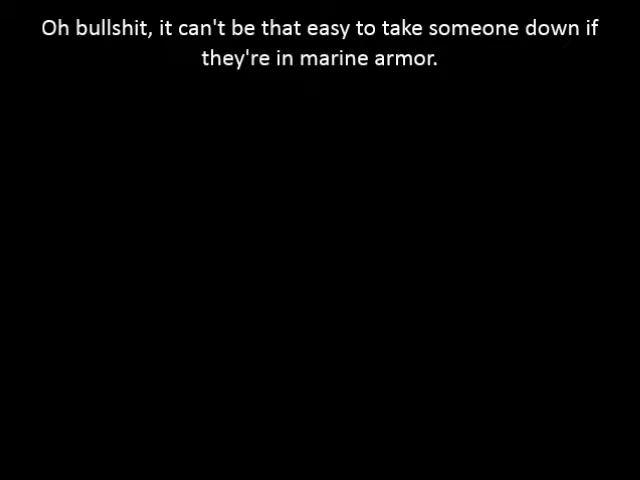 Oh bullshit, it can't be that easy to take someone down if
they're in marine armor.